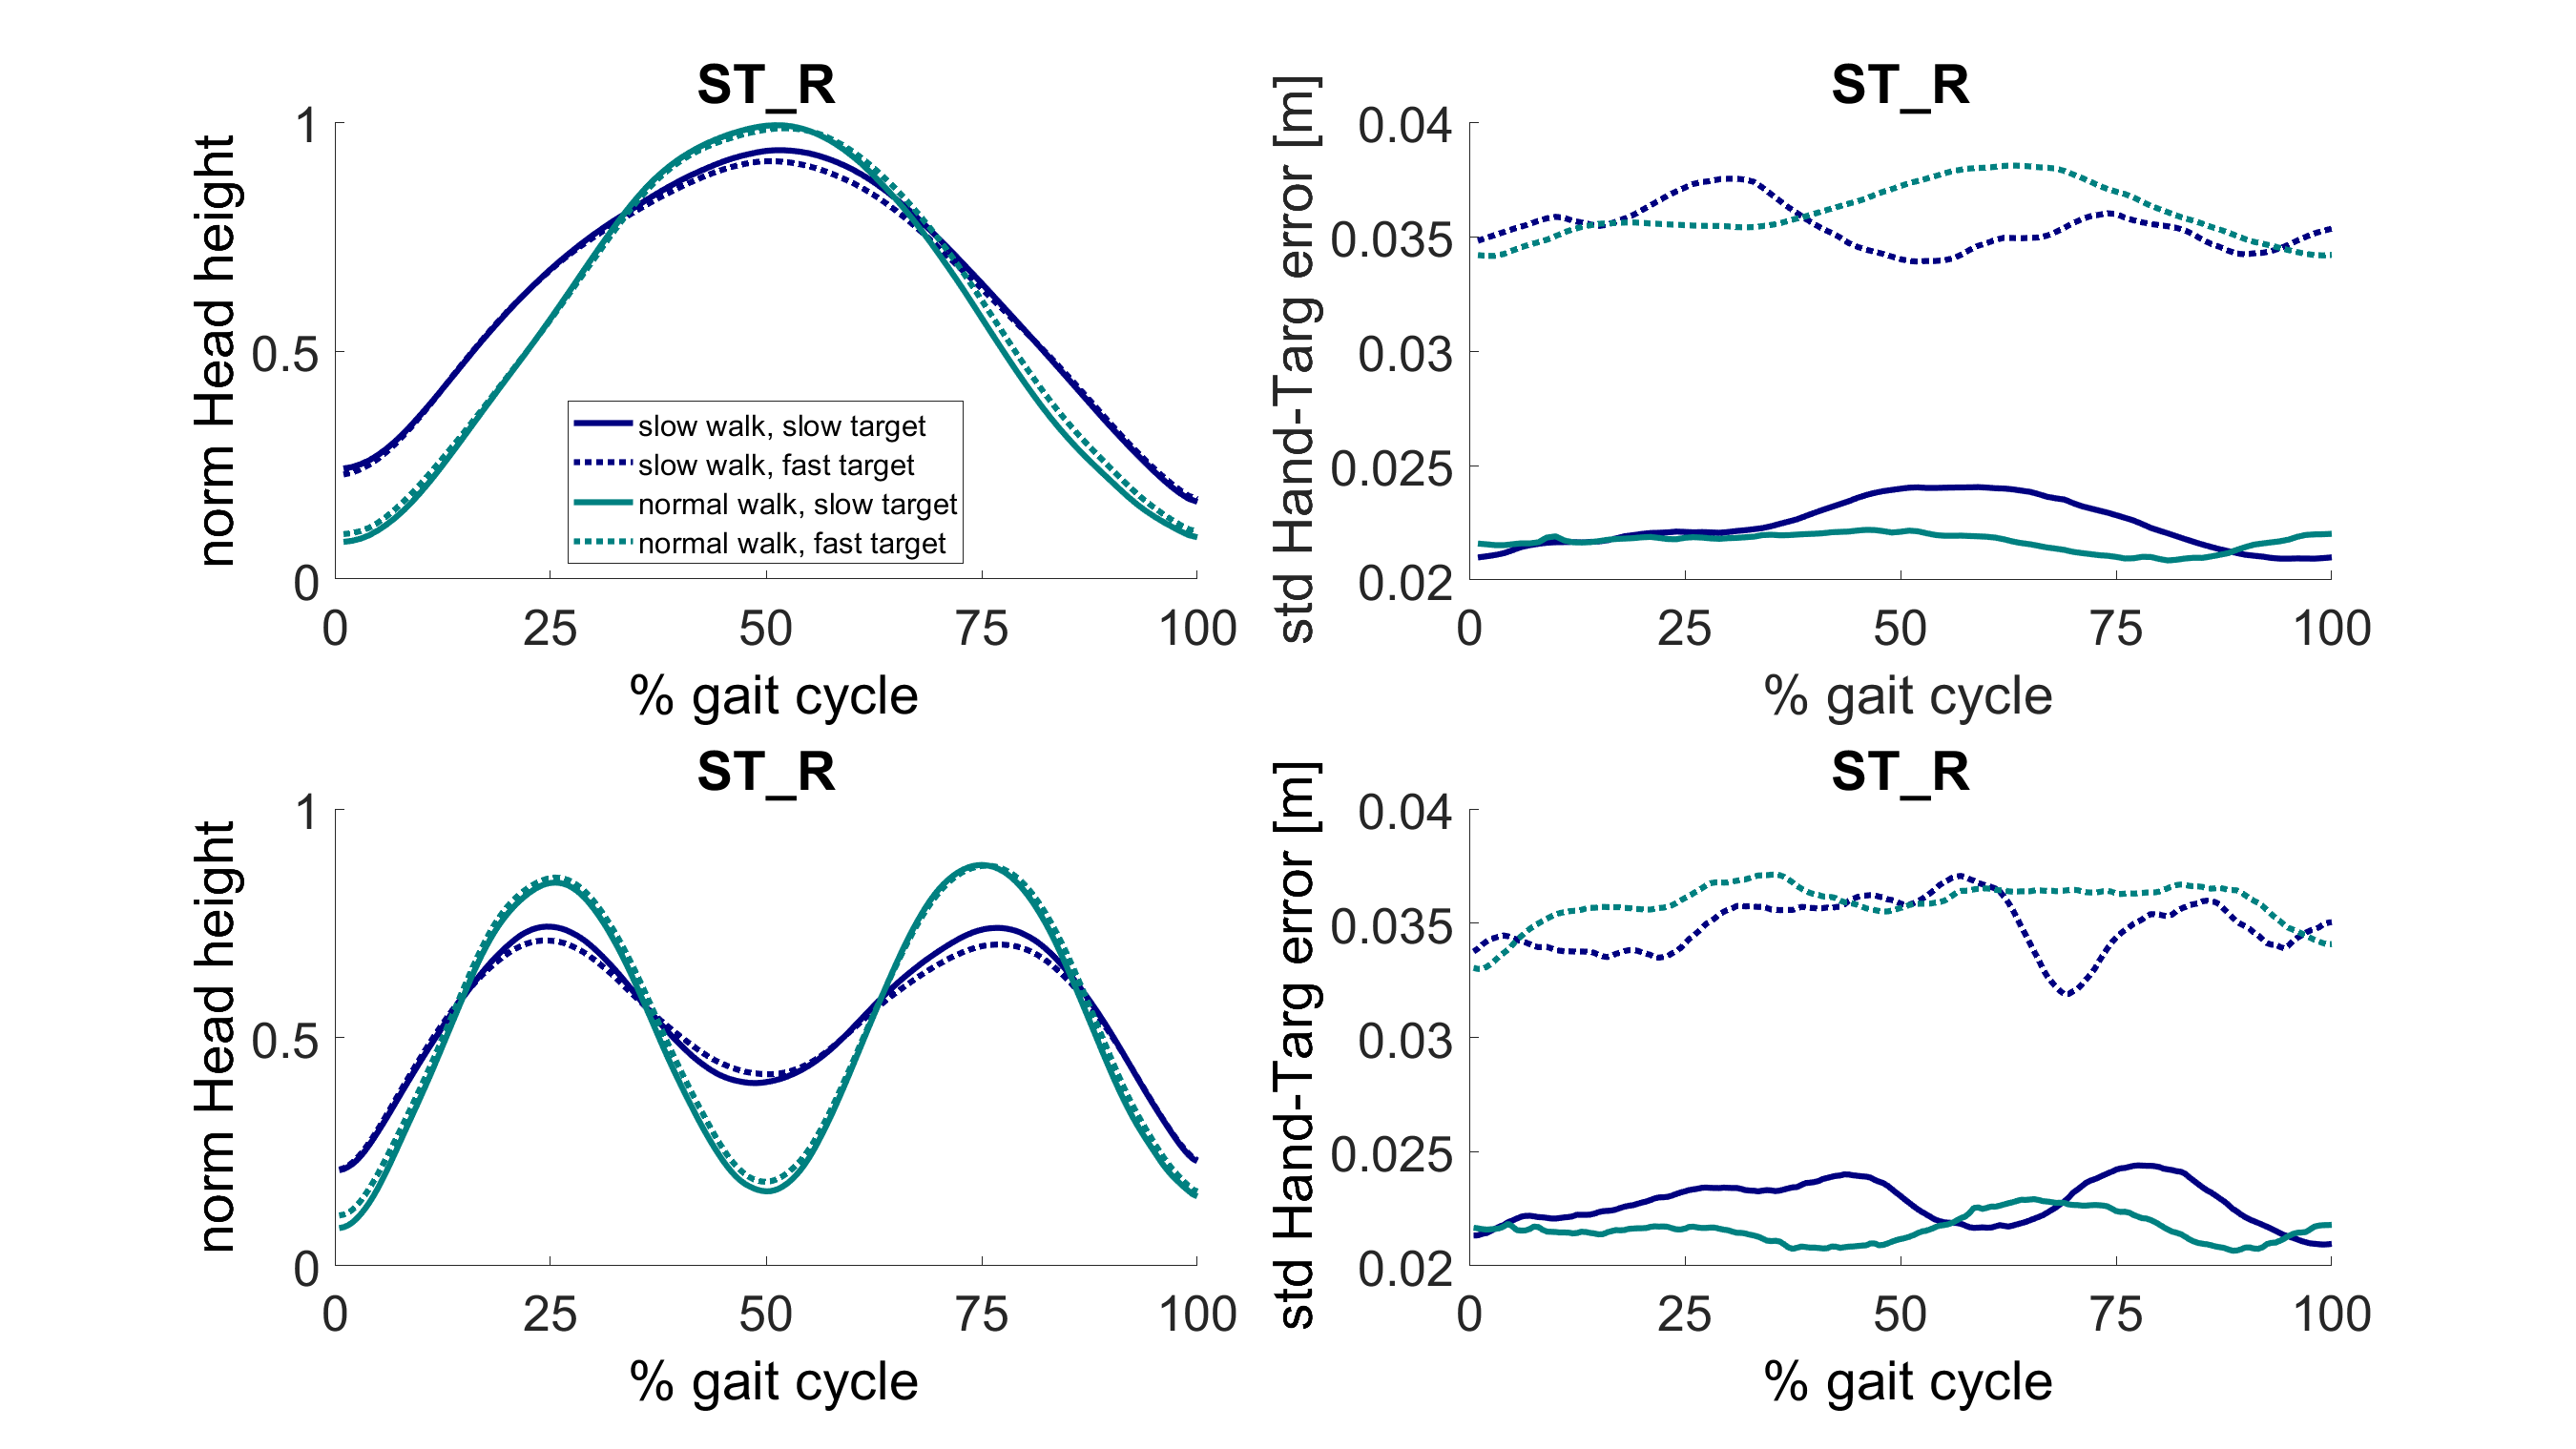 ST_R
norm Head height
1
0.5
0
slow walk, slow target
slow walk, fast target
normal walk, slow target
normal walk, fast target
0 25 50 75 100
% gait cycle
ST_R
std Hand-Targ error [m]
0.04
0.035
0.03
0.025
0.02
0 25 50 75 100
% gait cycle
ST_R
norm Head height
1
0.5
0
0 25 50 75 100
% gait cycle
ST_R
std Hand-Targ error [m]
0.04
0.035
0.03
0.025
0.02
0 25 50 75 100
% gait cycle